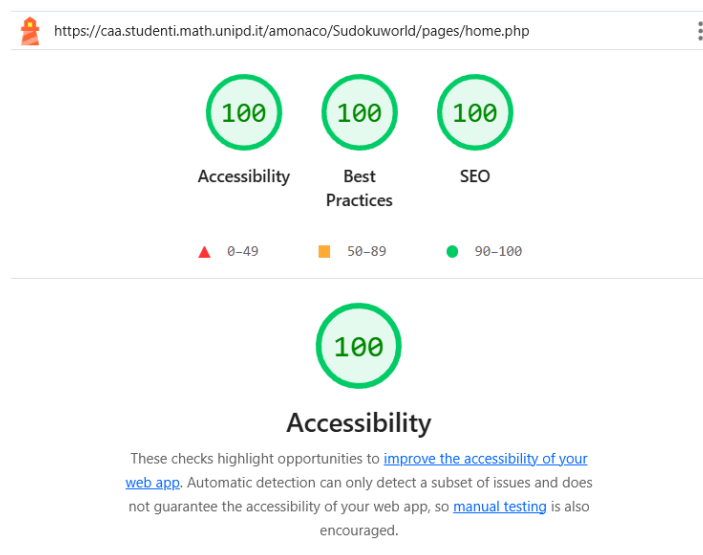 https://caa.studenti.math.unipd.it/amonaco/Sudokuworld/pages/home.php
100 100 100
Accessibility Best Practices SEO
0–49 50–89 90–100
100
Accessibility
These checks highlight opportunities to improve the accessibility of your
web app. Automatic detection can only detect a subset of issues and does
not guarantee the accessibility of your web app, so manual testing is also
encouraged.